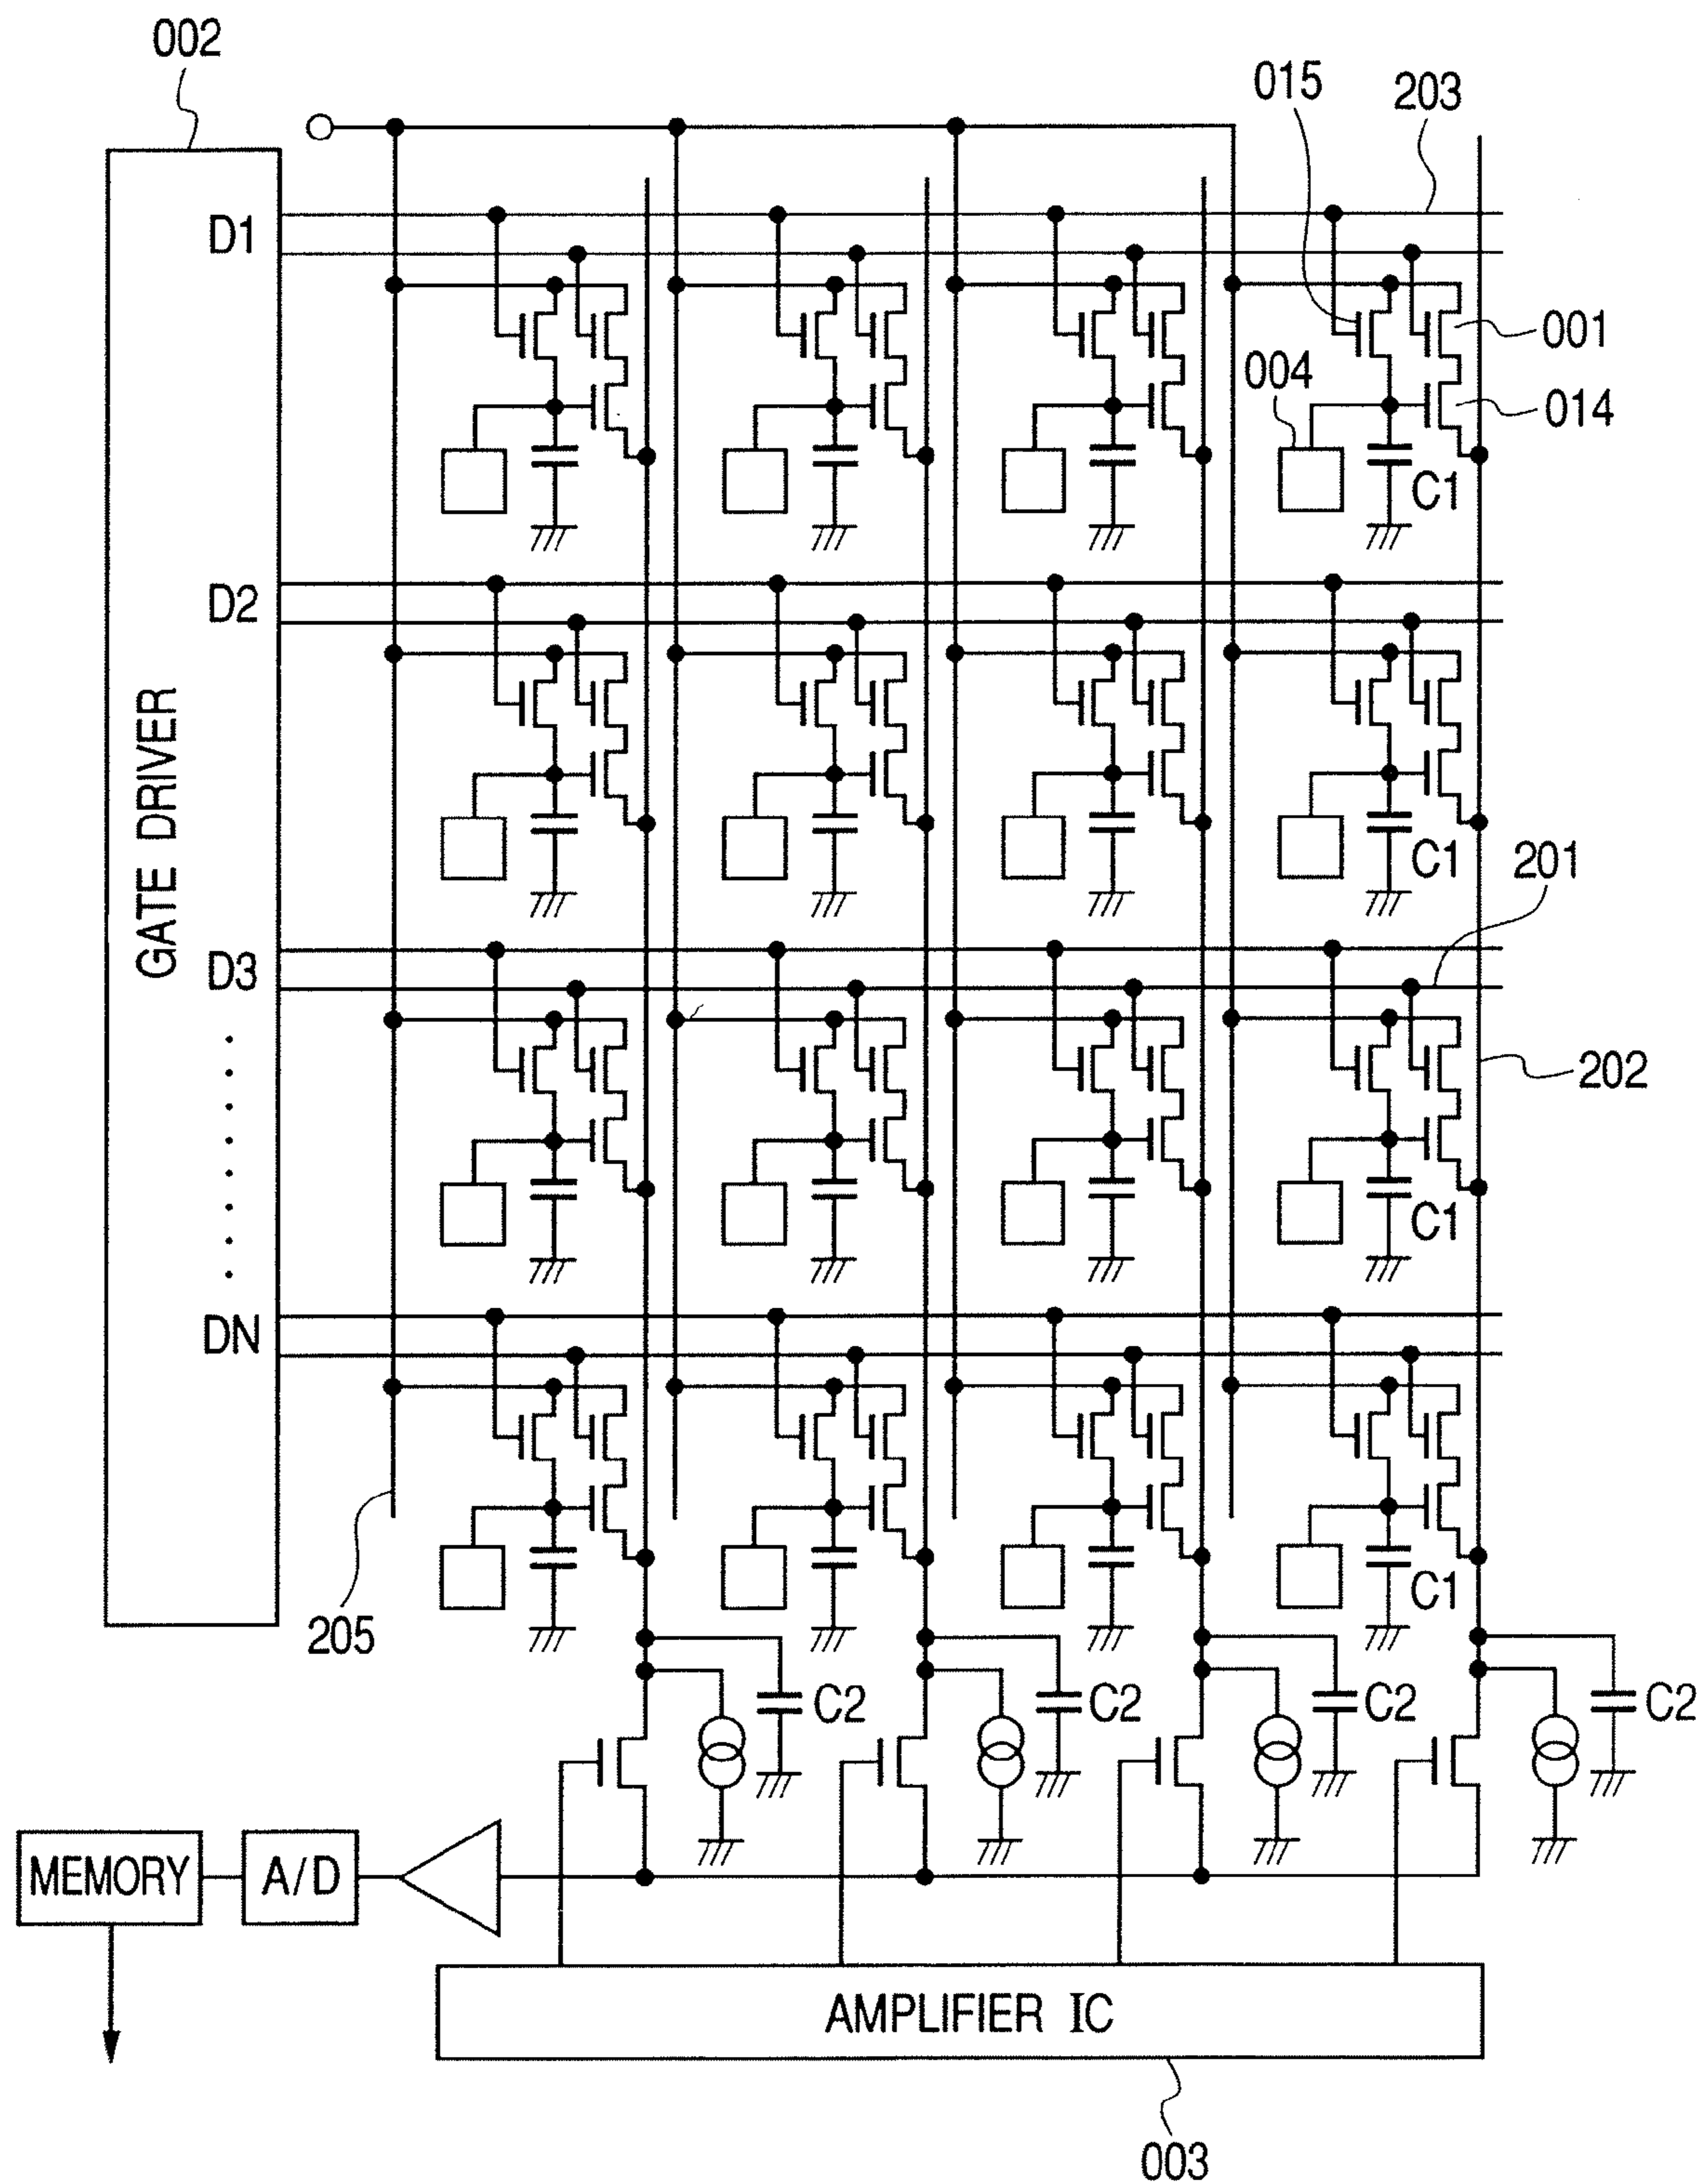 002
015
203
D1
001
004
014
C1
D2
GATE DRIVER
C1
201
D3
202
C1
DN
C1
205
C2
C2
C2
C2
MEMORY
A/D
AMPLIFIER IC
003